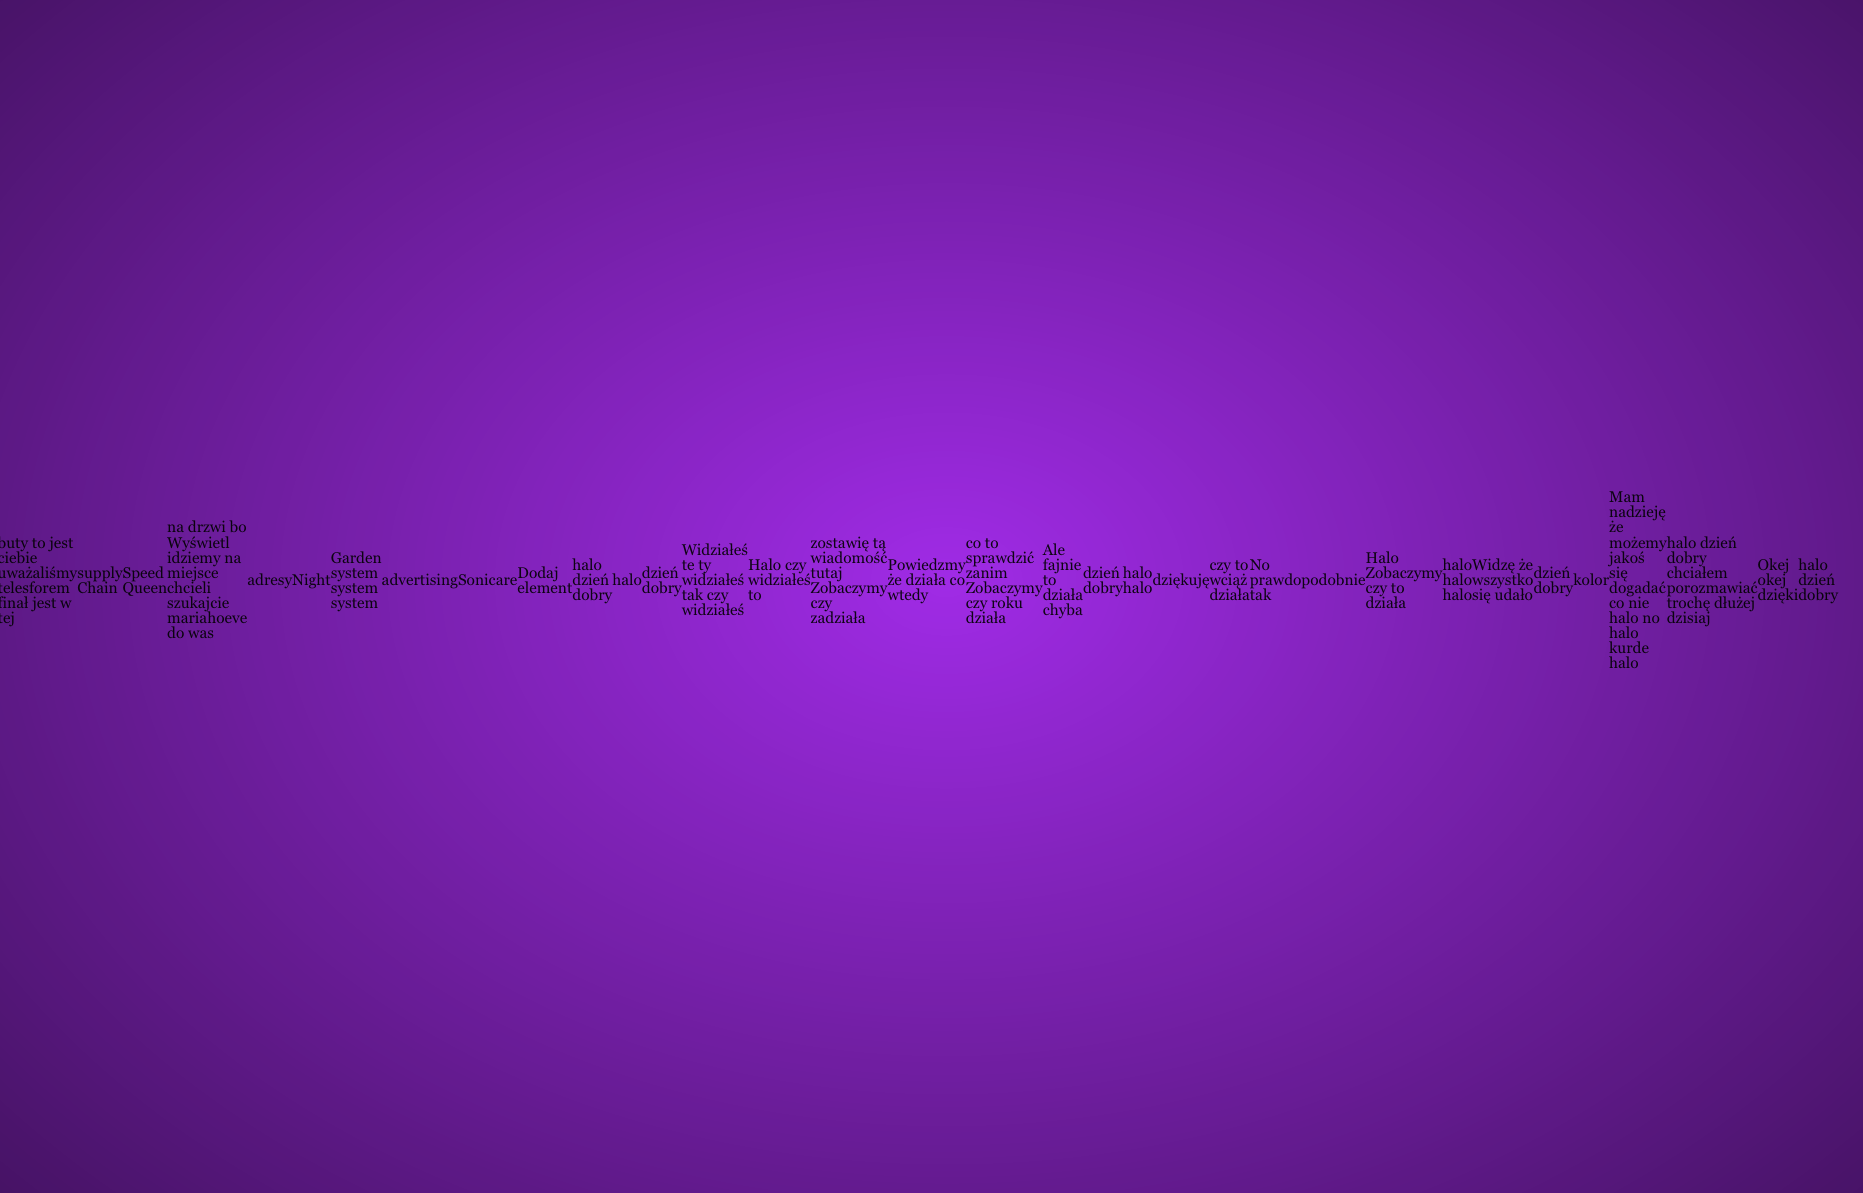 buty to jest
ciebie
uważaliśmy
telesforem
finał jest w
tej
supply
Chain
Speed
Queen
na drzwi bo
Wyświetl
idziemy na
miejsce
chcieli
szukajcie
mariahoeve
do was
adresy
Night
Garden
system
system
system
advertising
Sonicare
Dodaj
element
halo
dzień
dobry
halo
dzień
dobry
Widziałeś
te ty
widziałeś
tak czy
widziałeś
Halo czy
widziałeś
to
zostawię tą
wiadomość
tutaj
Zobaczymy
czy
zadziała
Powiedzmy
że działa co
wtedy
co to
sprawdzić
zanim
Zobaczymy
czy roku
działa
Ale
fajnie
to
działa
chyba
dzień
dobry
halo
halo
dziękuję
czy to
wciąż
działa
No
prawdopodobnie
tak
Halo
Zobaczymy
czy to
działa
halo
halo
halo
Widzę że
wszystko
się udało
dzień
dobry
kolor
Mam
nadzieję
że
możemy
jakoś
się
dogadać
co nie
halo no
halo
kurde
halo
halo dzień
dobry
chciałem
porozmawiać
trochę dłużej
dzisiaj
Okej
okej
dzięki
halo
dzień
dobry